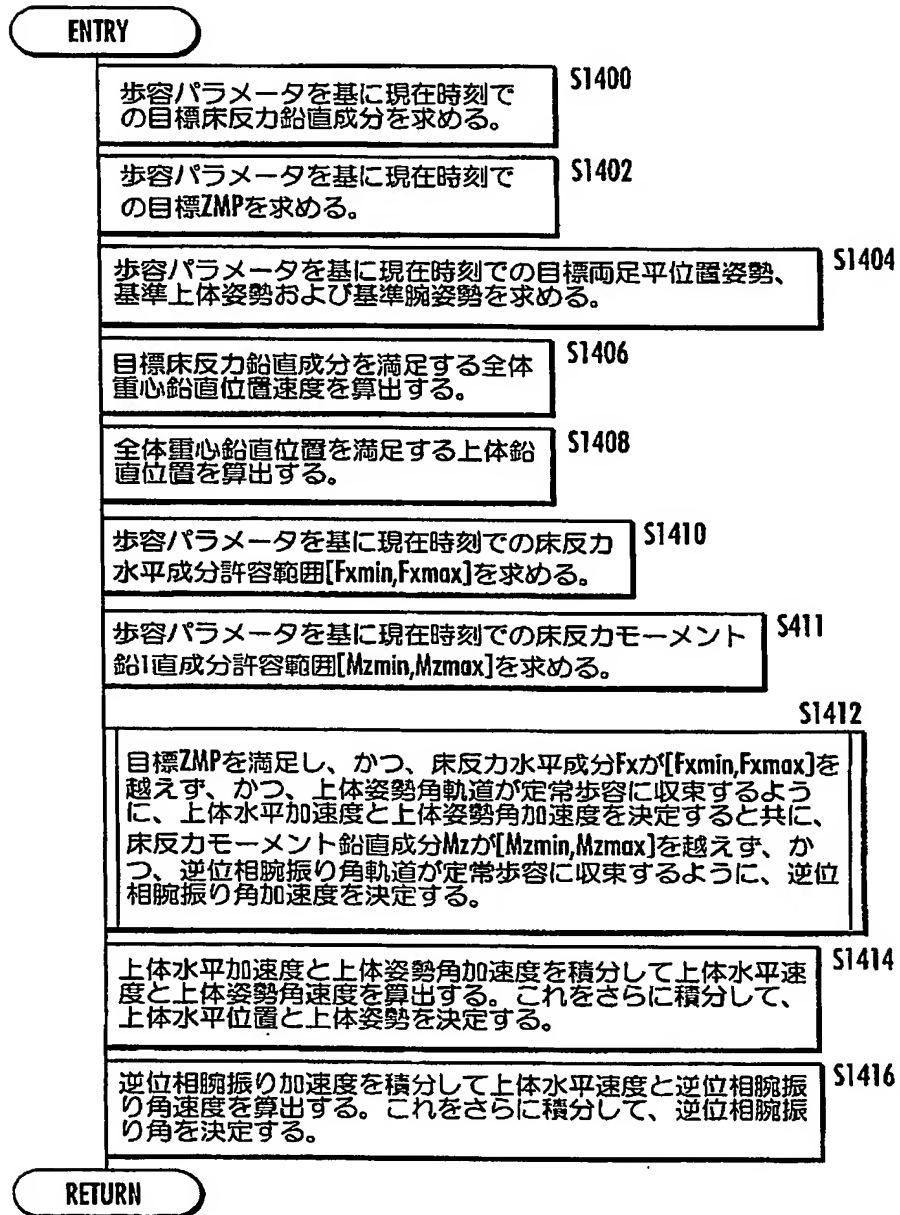 ENTRY
S1400
歩容パラメータを基に現在時刻で
の目標床反力鉛直成分を求める。
S1402
歩容パラメータを基に現在時刻で
の目標ZMPを求める。
S1404
歩容パラメータを基に現在時刻での目標両足平位置姿勢、
基準上体姿勢および基準腕姿勢を求める。
S1406
目標床反力鉛直成分を満足する全体
重心鉛直位置速度を算出する。
S1408
全体重心鉛直位置を満足する上体鉛
直位置を算出する。
S1410
歩容パラメータを基に現在時刻での床反力
水平成分許容範囲[Fxmin,Fxmax]を求める。
S411
歩容パラメータを基に現在時刻での床反力モーメント
鉛1直成分許容範囲[Mzmin,Mzmax]を求める。
S1412
目標ZMPを満足し、かつ、床反力水平成分Fxが[Fxmin,Fxmax]を
越えず、かつ、上体姿勢角軌道が定常歩容に収束するよう
に、上体水平加速度と上体姿勢角加速度を決定すると共に、
床反力モーメント鉛直成分Mzが[Mzmin,Mzmax]を越えず、か
つ、逆位相腕振り角軌道が定常歩容に収束するように、逆位
相腕振り角加速度を決定する。
S1414
上体水平加速度と上体姿勢角加速度を積分して上体水平速
度と上体姿勢角速度を算出する。これをさらに積分して、
上体水平位置と上体姿勢を決定する。
S1416
逆位相腕振り加速度を積分して上体水平速度と逆位相腕振
り角速度を算出する。これをさらに積分して、逆位相腕振
り角を決定する。
RETURN